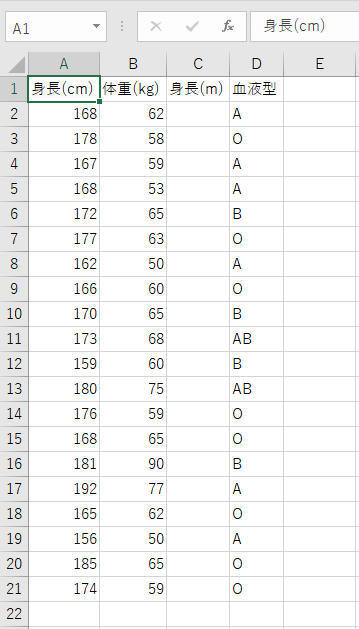 A1 fx 身長(cm)
A B C D E
1 身長(cm) 体重(kg) 身長(m) 血液型
2 168 62 A
3 178 58 O
4 167 59 A
5 168 53 A
6 172 65 B
7 177 63 O
8 162 50 A
9 166 60 O
10 170 65 B
11 173 68 AB
12 159 60 B
13 180 75 AB
14 176 59 O
15 168 65 O
16 181 90 B
17 192 77 A
18 165 62 O
19 156 50 A
20 185 65 O
21 174 59 O
22